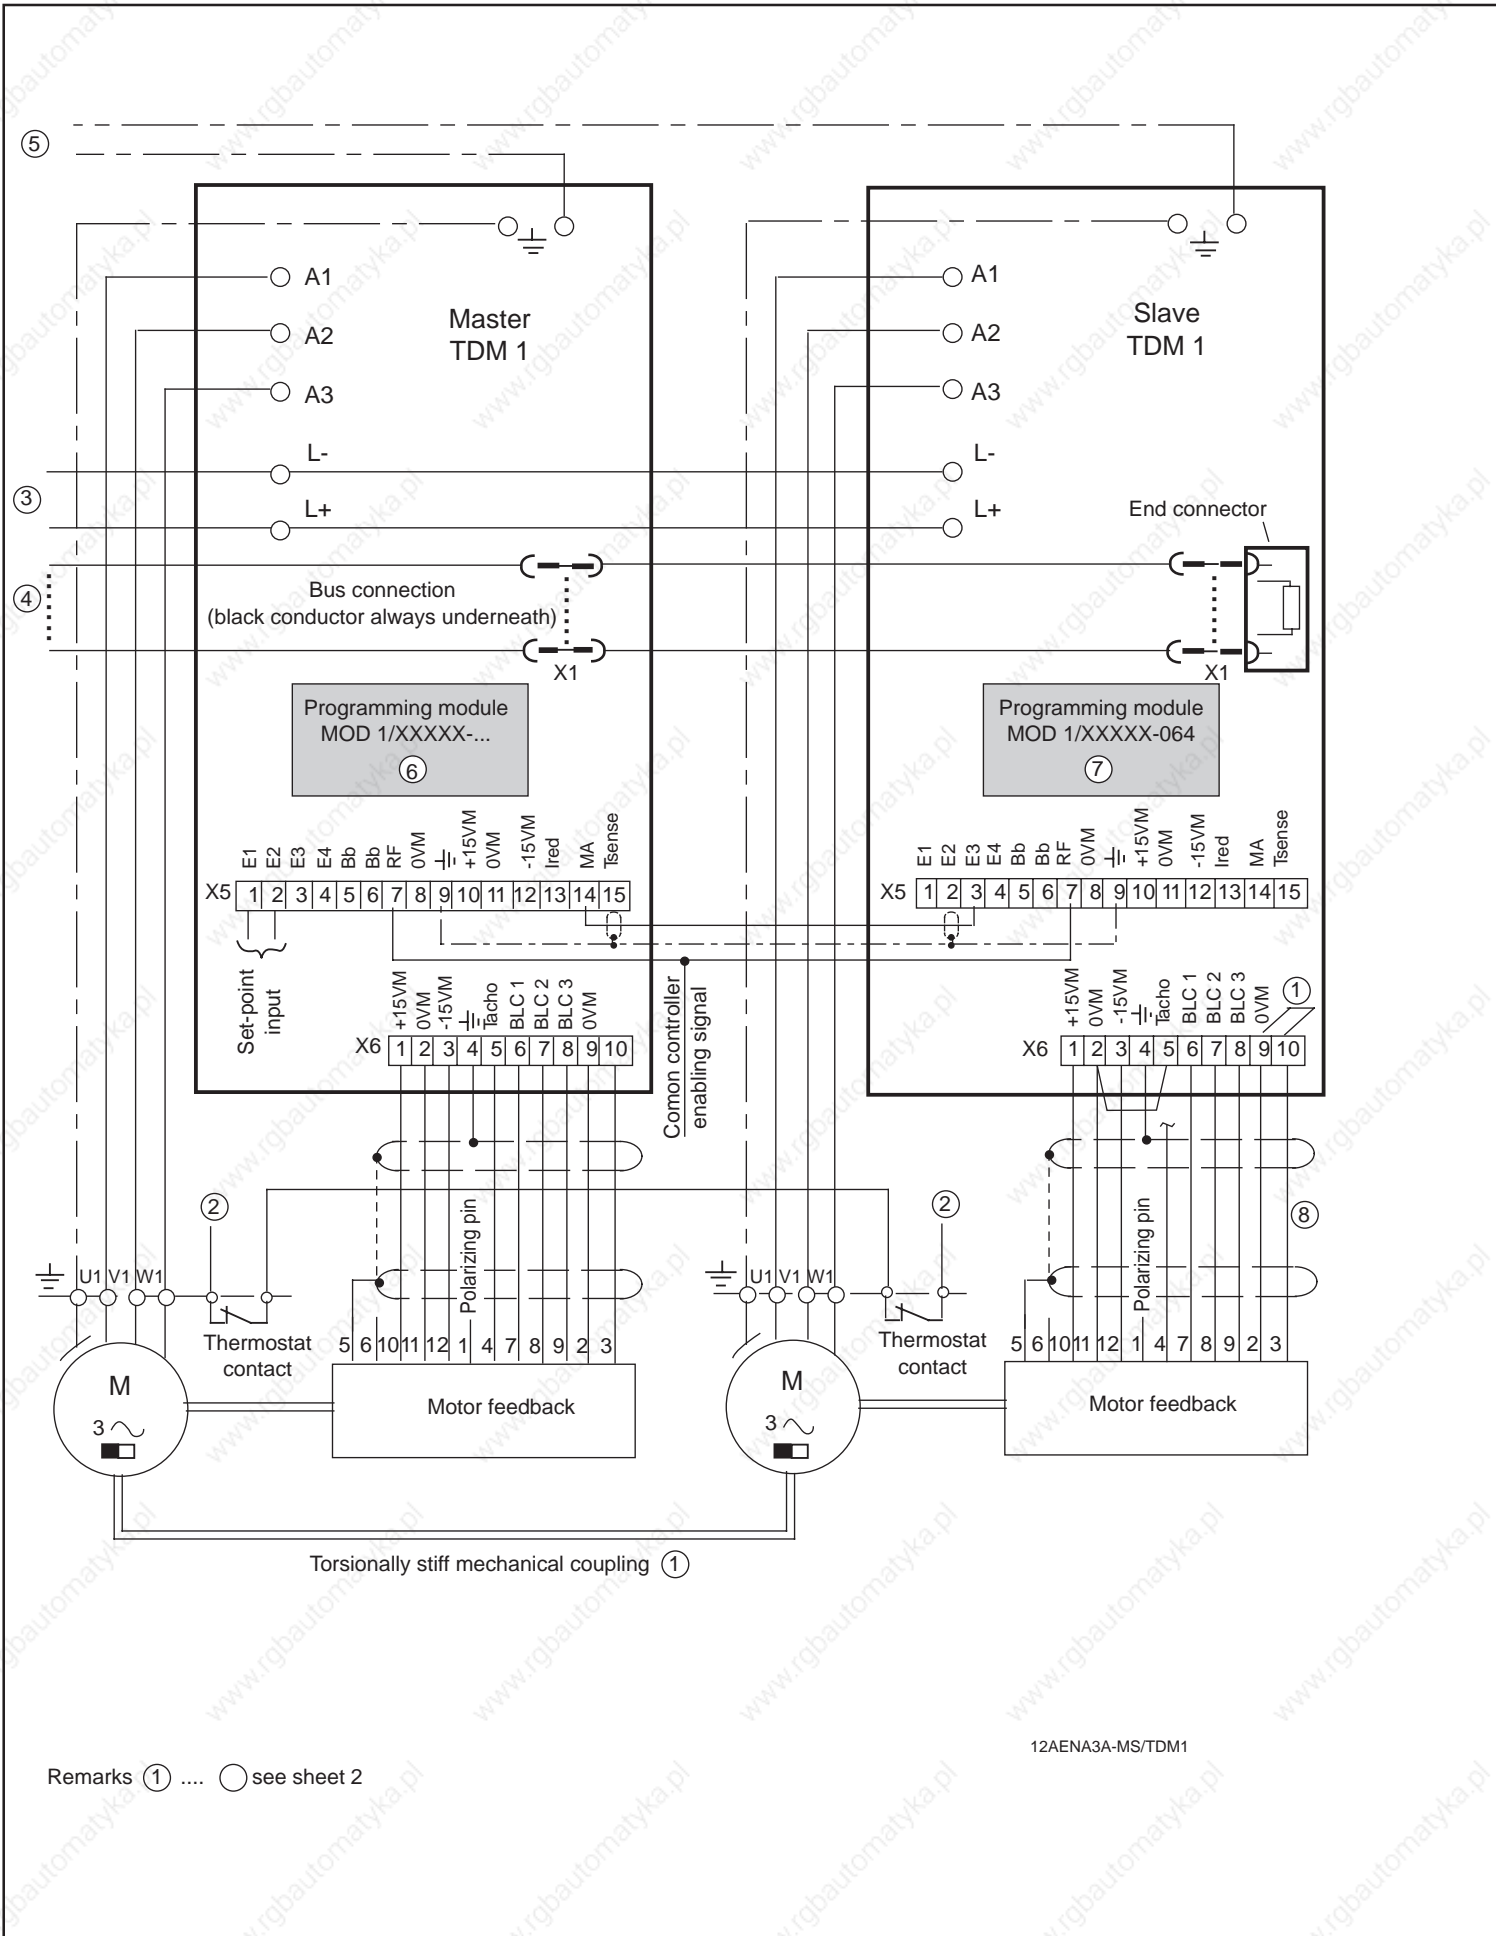 5
A1
A2
A3
Master
TDM 1
A1
A2
A3
Slave
TDM 1
3
L-
L+
L-
L+
End connector
4
Bus connection
(black conductor always underneath)
X1
X1
Programming module
MOD 1/XXXXX-...
6
Programming module
MOD 1/XXXXX-064
7
E1 E2 E3 E4 Bb Bb RF 0VM +15VM 0VM -15VM Ired MA Tsense
X5 1 2 3 4 5 6 7 8 9 10 11 12 13 14 15
E1 E2 E3 E4 Bb Bb RF 0VM +15VM 0VM -15VM Ired MA Tsense
X5 1 2 3 4 5 6 7 8 9 10 11 12 13 14 15
Set-point
input
+15VM 0VM -15VM Tacho BLC 1 BLC 2 BLC 3 0VM
X6 1 2 3 4 5 6 7 8 9 10
Comon controller
enabling signal
+15VM 0VM -15VM Tacho BLC 1 BLC 2 BLC 3 0VM
1
X6 1 2 3 4 5 6 7 8 9 10
2
Polarizing pin
2
Polarizing pin
8
U1 V1 W1
Thermostat
contact
5 6 10 11 12 1 4 7 8 9 2 3
U1 V1 W1
Thermostat
contact
5 6 10 11 12 1 4 7 8 9 2 3
M
3
Motor feedback
M
3
Motor feedback
Torsionally stiff mechanical coupling 1
12AENA3A-MS/TDM1
Remarks 1 .... see sheet 2
www.rgbautomatyka.pl